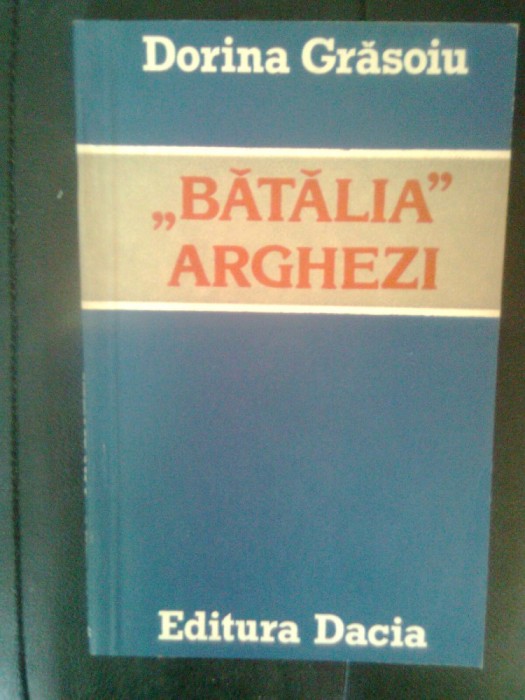 Dorina Grăsoiu
„BĂTĂLIA”
ARGHEZI
Editura Dacia